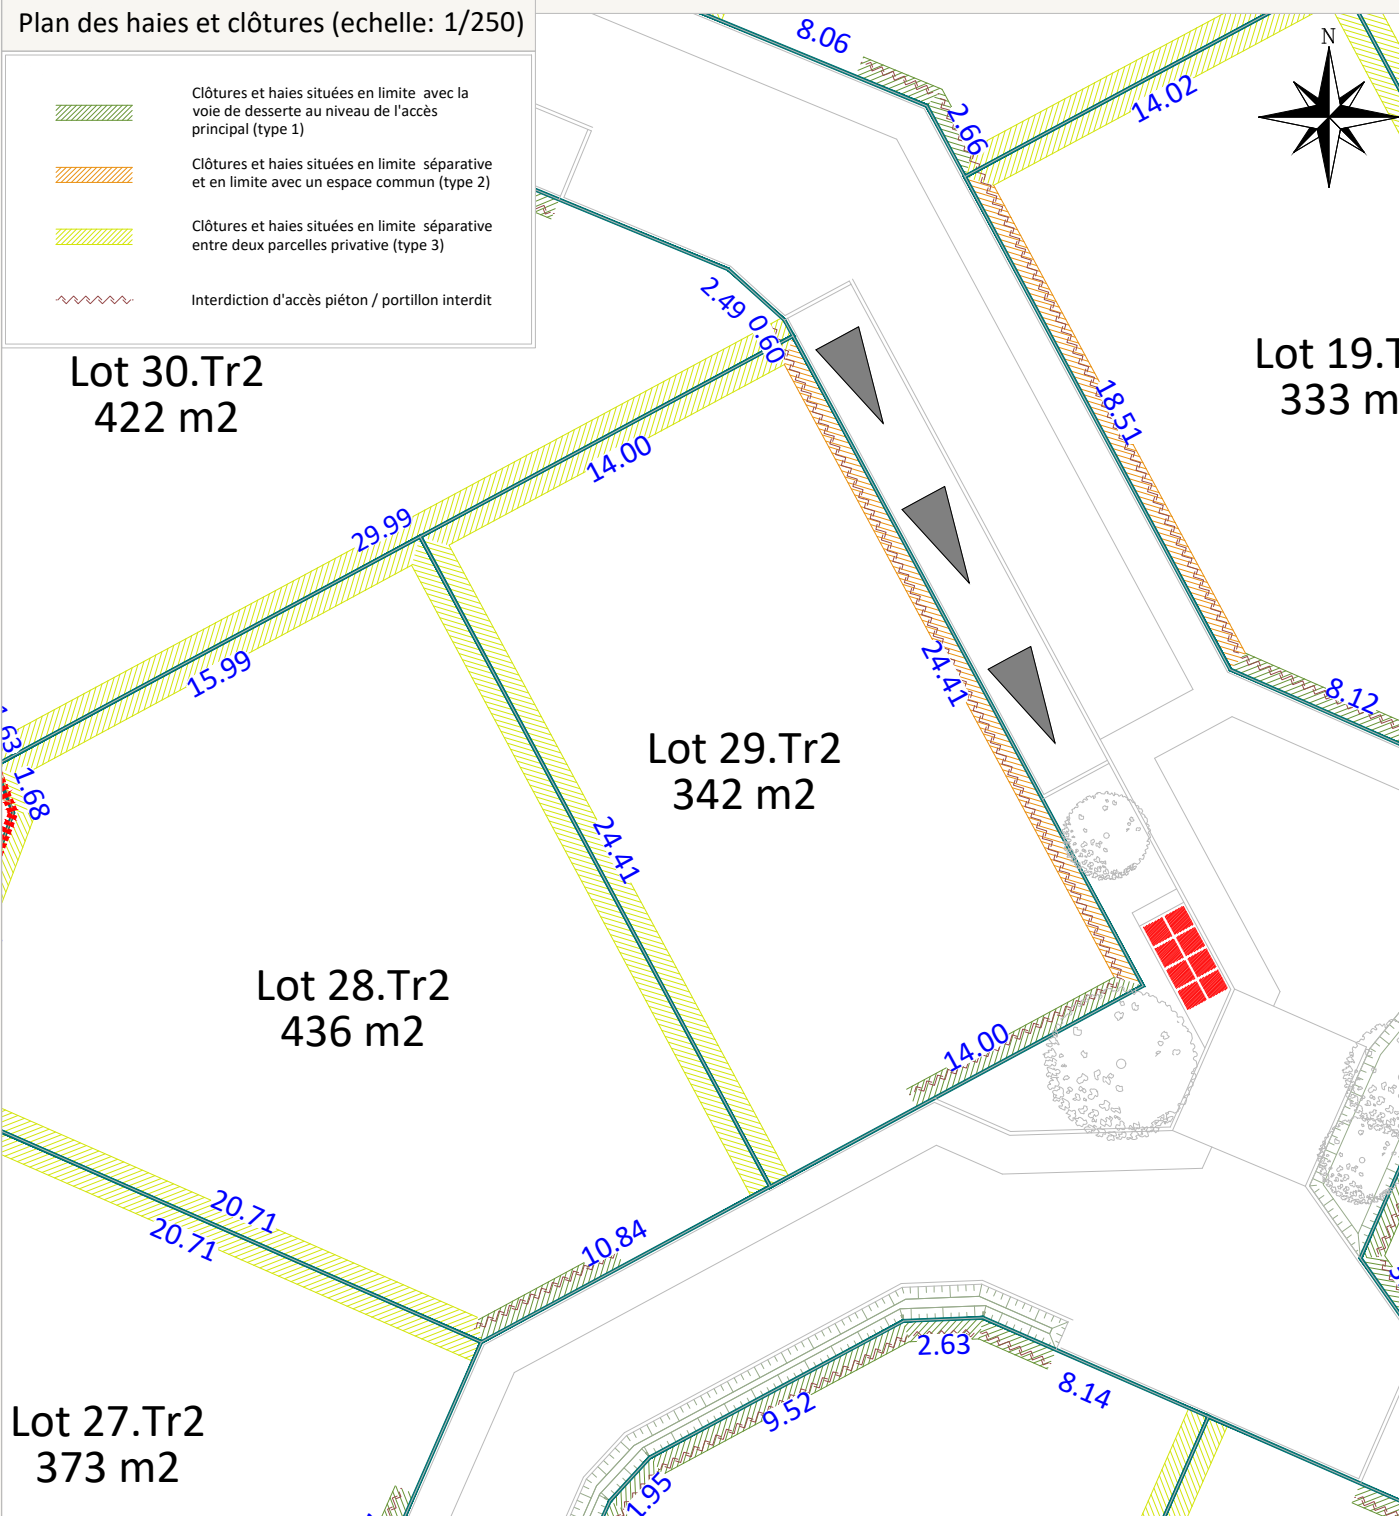 Plan des haies et clôtures (echelle: 1/250)
Clôtures et haies situées en limite avec la
voie de desserte au niveau de l'accès
principal (type 1)
Clôtures et haies situées en limite séparative
et en limite avec un espace commun (type 2)
Clôtures et haies situées en limite séparative
entre deux parcelles privative (type 3)
Interdiction d'accès piéton / portillon interdit
N
8.06
2.66
14.02
2.49
0.60
Lot 30.Tr2
422 m2
Lot 19.T
333 m
18.51
14.00
29.99
15.99
24.41
8.12
1.63
1.68
Lot 29.Tr2
342 m2
24.41
Lot 28.Tr2
436 m2
14.00
20.71
20.71
10.84
2.63
8.14
9.52
Lot 27.Tr2
373 m2
1.95